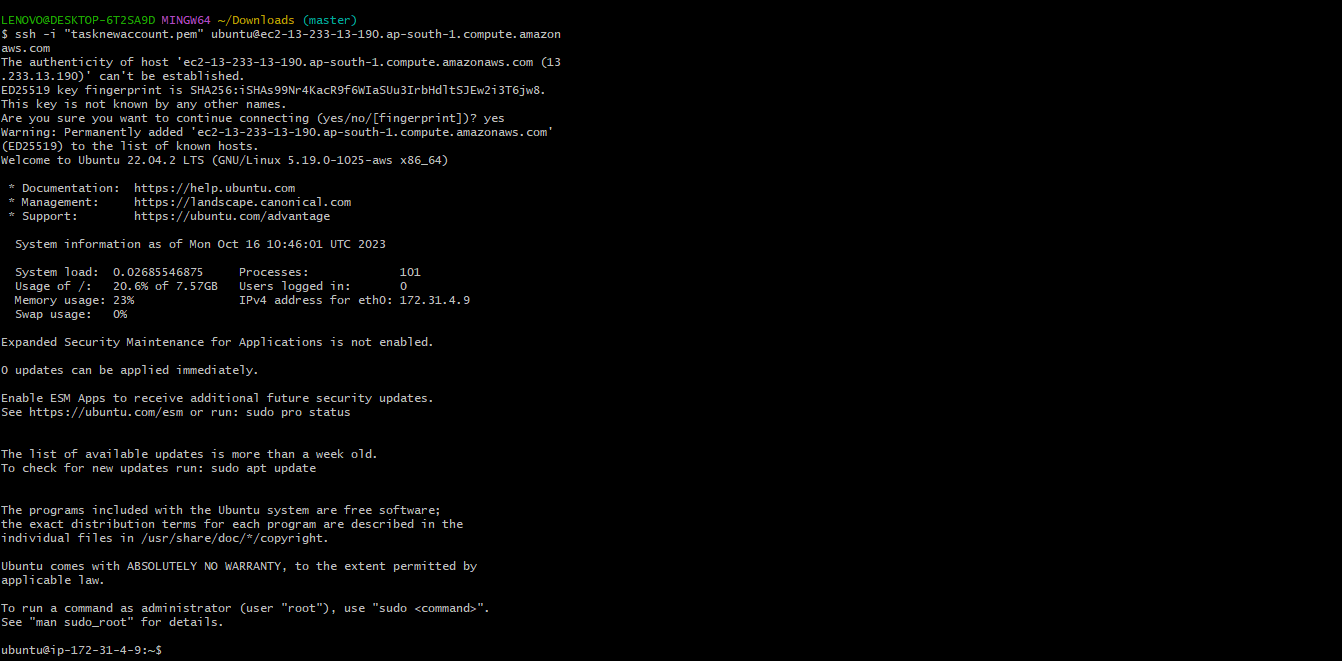 LENOVO@DESKTOP-6T2SA9D MINGW64 ~/Downloads (master)
$ ssh -i "tasknewaccount.pem" ubuntu@ec2-13-233-13-190.ap-south-1.compute.amazon
aws.com
The authenticity of host 'ec2-13-233-13-190.ap-south-1.compute.amazonaws.com (13
.233.13.190)' can't be established.
ED25519 key fingerprint is SHA256:iSHAs99Nr4KacR9f6WIaSUu3IrbHdltSJEw2i3T6jw8.
This key is not known by any other names.
Are you sure you want to continue connecting (yes/no/[fingerprint])? yes
Warning: Permanently added 'ec2-13-233-13-190.ap-south-1.compute.amazonaws.com'
(ED25519) to the list of known hosts.
Welcome to Ubuntu 22.04.2 LTS (GNU/Linux 5.19.0-1025-aws x86_64)
* Documentation:  https://help.ubuntu.com
* Management:     https://landscape.canonical.com
* Support:        https://ubuntu.com/advantage
System information as of Mon Oct 16 10:46:01 UTC 2023
System load:  0.02685546875     Processes:             101
Usage of /:   20.6% of 7.57GB   Users logged in:       0
Memory usage: 23%               IPv4 address for eth0: 172.31.4.9
Swap usage:   0%
Expanded Security Maintenance for Applications is not enabled.
0 updates can be applied immediately.
Enable ESM Apps to receive additional future security updates.
See https://ubuntu.com/esm or run: sudo pro status
The list of available updates is more than a week old.
To check for new updates run: sudo apt update
The programs included with the Ubuntu system are free software;
the exact distribution terms for each program are described in the
individual files in /usr/share/doc/*/copyright.
Ubuntu comes with ABSOLUTELY NO WARRANTY, to the extent permitted by
applicable law.
To run a command as administrator (user "root"), use "sudo <command>".
See "man sudo_root" for details.
ubuntu@ip-172-31-4-9:~$